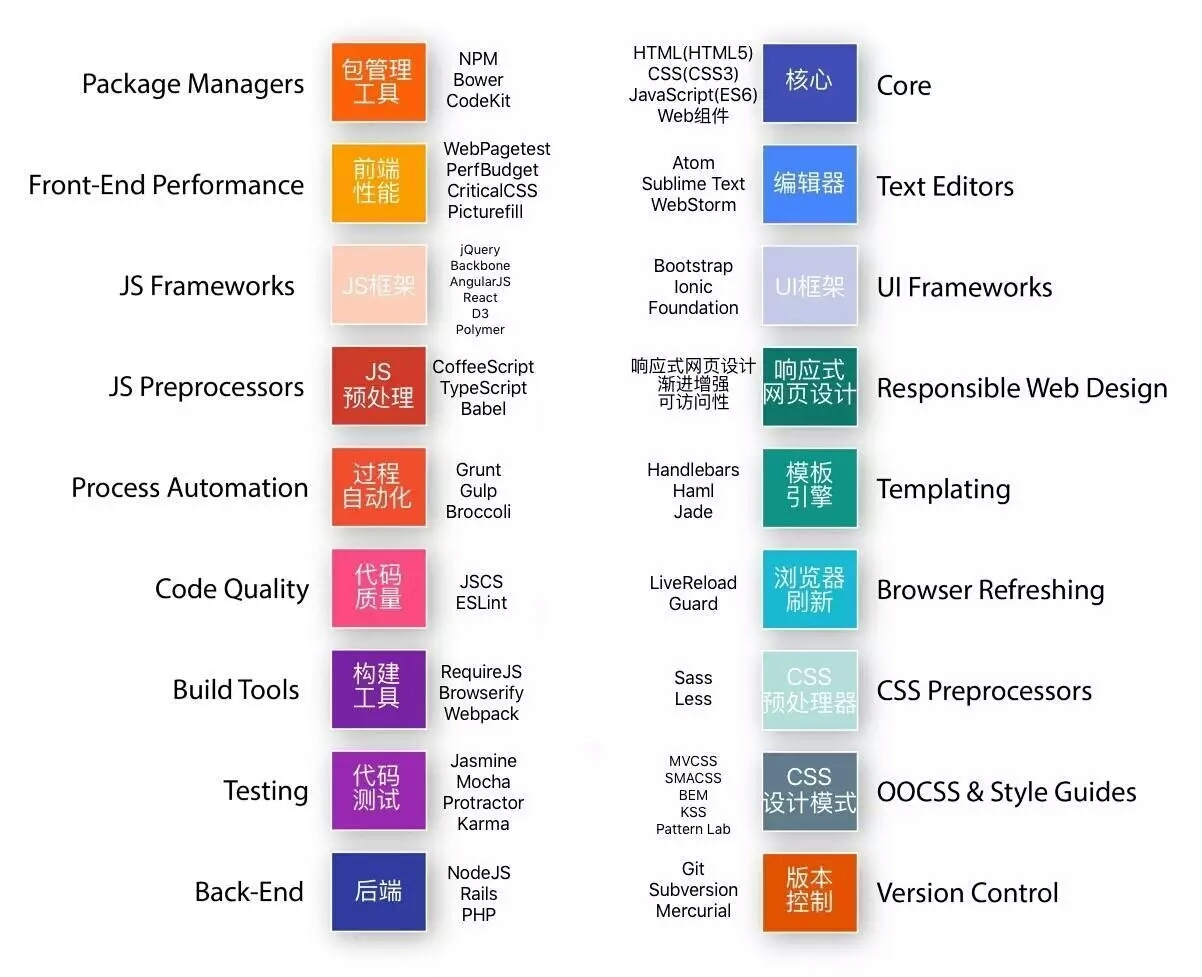 Package Managers
包管理
工具
NPM
Bower
CodeKit
HTML(HTML5)
CSS(CSS3)
JavaScript(ES6)
Web组件
核心
Core
Front-End Performance
前端
性能
WebPagetest
PerfBudget
CriticalCSS
Picturefill
Atom
Sublime Text
WebStorm
编辑器
Text Editors
JS Frameworks
JS框架
jQuery
Backbone
AngularJS
React
D3
Polymer
Bootstrap
Ionic
Foundation
UI框架
UI Frameworks
JS Preprocessors
JS
预处理
CoffeeScript
TypeScript
Babel
响应式网页设计
渐进增强
可访问性
响应式
网页设计
Responsible Web Design
Process Automation
过程
自动化
Grunt
Gulp
Broccoli
Handlebars
Haml
Jade
模板
引擎
Templating
Code Quality
代码
质量
JSCS
ESLint
LiveReload
Guard
浏览器
刷新
Browser Refreshing
Build Tools
构建
工具
RequireJS
Browserify
Webpack
Sass
Less
CSS
预处理器
CSS Preprocessors
Testing
代码
测试
Jasmine
Mocha
Protractor
Karma
MVCSS
SMACSS
BEM
KSS
Pattern Lab
CSS
设计模式
OOCSS & Style Guides
Back-End
后端
NodeJS
Rails
PHP
Git
Subversion
Mercurial
版本
控制
Version Control